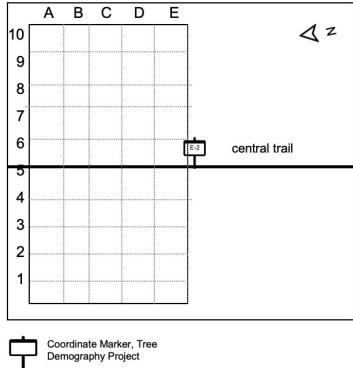 A B C D E
10
9
8
7
6
5
4
3
2
1
N
E-2
central trail
Coordinate Marker, Tree
Demography Project